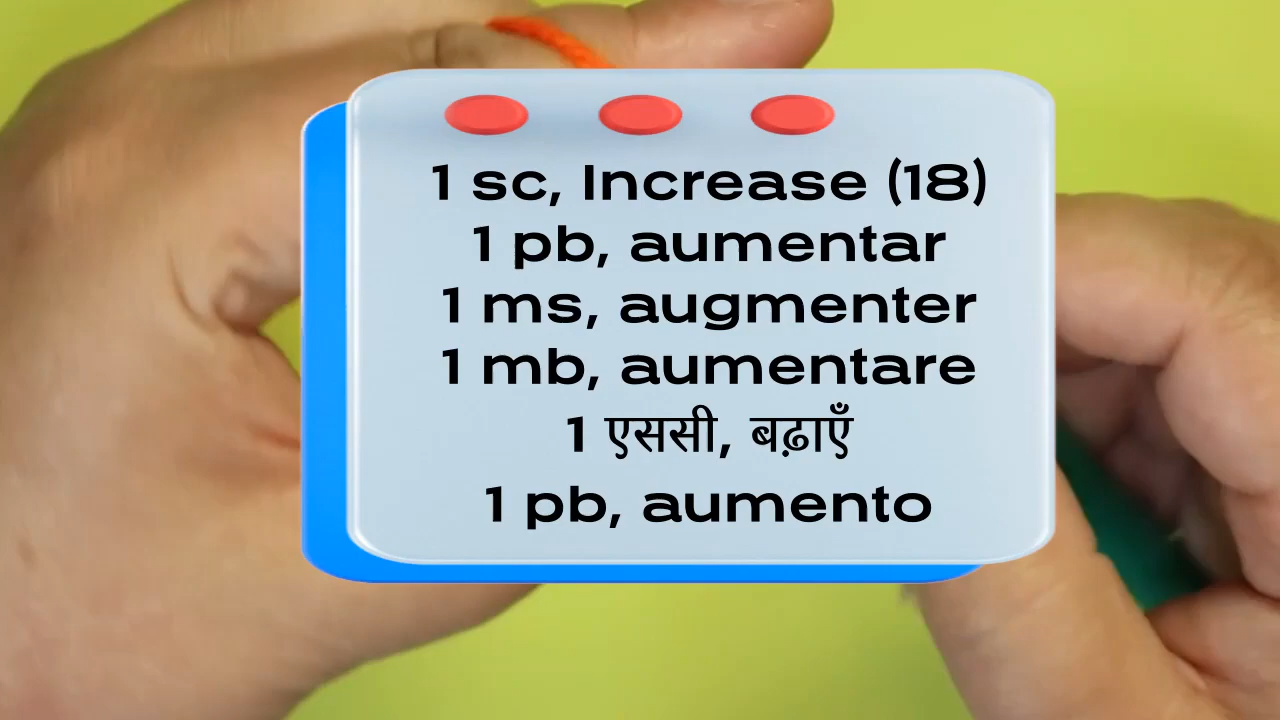 1 sc, Increase (18)
1 pb, aumentar
1 ms, augmenter
1 mb, aumentare
1 एससी, बढ़ाएँ
1 pb, aumento